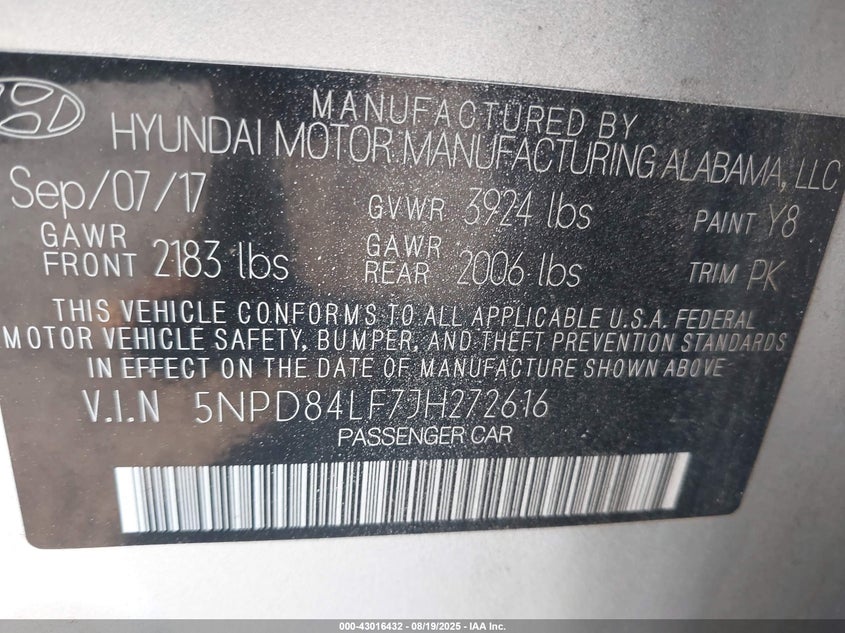 MANUFACTURED BY
HYUNDAI MOTOR MANUFACTURING ALABAMA, LLC
Sep/07/17 GVWR 3924 lbs PAINT Y8
GAWR FRONT 2183 lbs GAWR REAR 2006 lbs TRIM PK
THIS VEHICLE CONFORMS TO ALL APPLICABLE U.S.A. FEDERAL
MOTOR VEHICLE SAFETY, BUMPER, AND THEFT PREVENTION STANDARDS
IN EFFECT ON THE DATE OF MANUFACTURE SHOWN ABOVE
V.I.N 5NPD84LF7JH272616
PASSENGER CAR
000-43016432 - 08/19/2025 - IAA Inc.